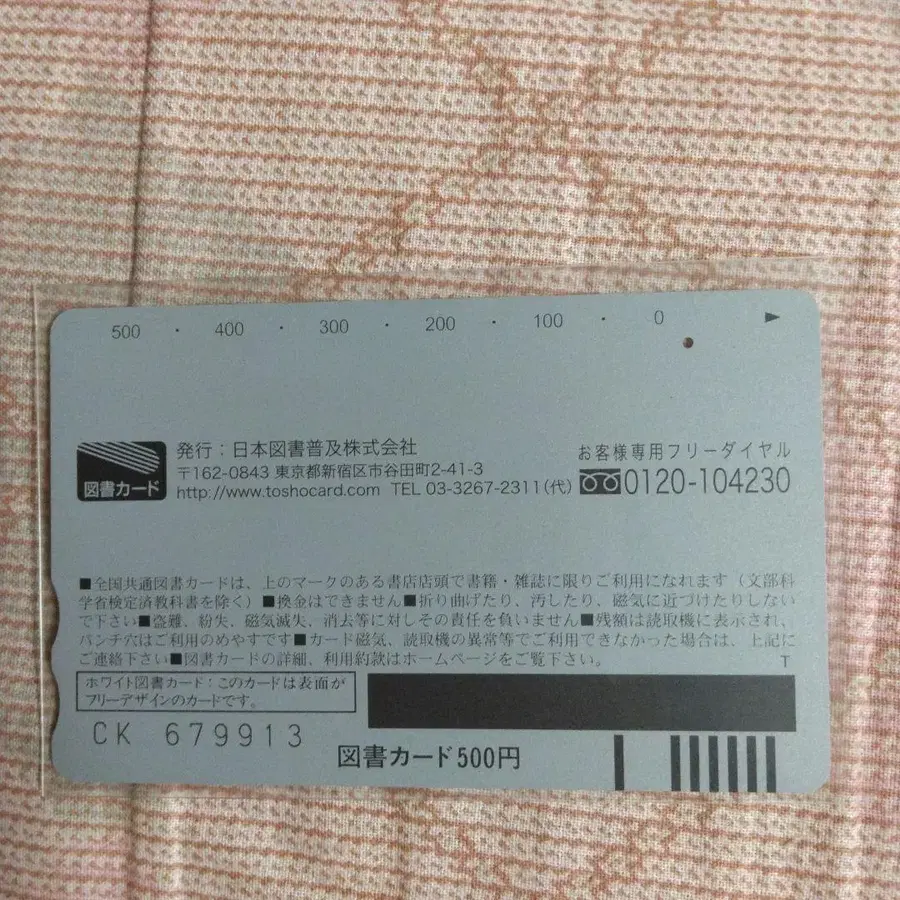 500 ・ 400 ・ 300 ・ 200 ・ 100 ・ 0 ▶
図書カード
発行：日本図書普及株式会社
〒162-0843 東京都新宿区市谷田町2-41-3
http://www.toshocard.com TEL 03-3267-2311(代)
お客様専用フリーダイヤル
0120-104230
■全国共通図書カードは、上のマークのある書店店頭で書籍・雑誌に限りご利用になれます（文部科
学省検定済教科書を除く）■換金はできません■折り曲げたり、汚したり、磁気に近づけたりしない
で下さい■盗難、紛失、磁気滅失、消去等に対しその責任を負いません■残額は読取機に表示され、
パンチ穴はご利用のめやすです■カード磁気、読取機の異常等でご利用できなかった場合は、上記に
ご連絡下さい■図書カードの詳細、利用約款はホームページをご覧下さい。
T
ホワイト図書カード：このカードは表面が
フリーデザインのカードです。
CK 679913
図書カード500円